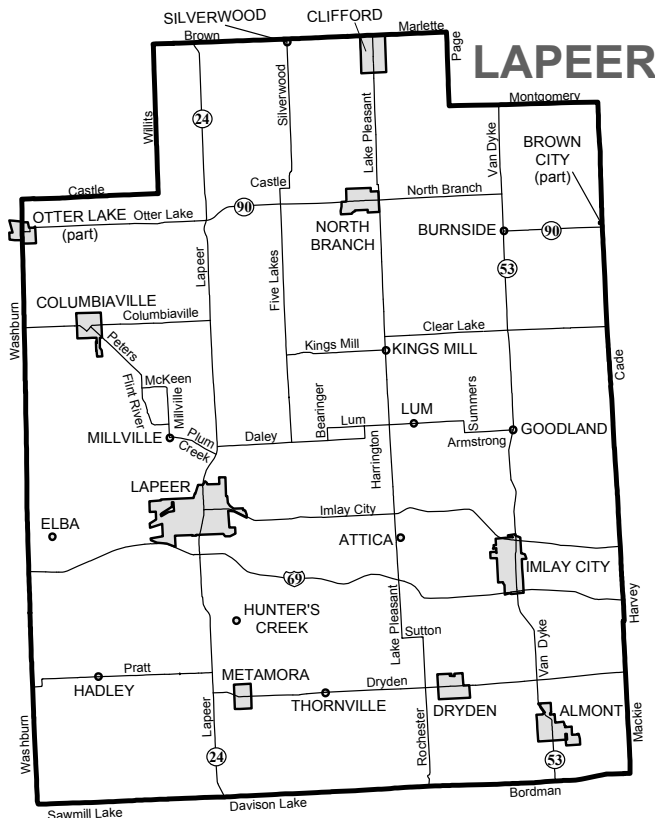 SILVERWOOD
CLIFFORD
Brown
Marlette
Page
LAPEER
Willits
24
Silverwood
Lake Pleasant
Montgomery
Van Dyke
BROWN
CITY
(part)
Castle
Castle
North Branch
OTTER LAKE
(part)
Otter Lake
90
NORTH
BRANCH
BURNSIDE
90
Lapeer
Five Lakes
53
Washburn
COLUMBIAVILLE
Columbiaville
Clear Lake
Peters
Kings Mill
KINGS MILL
Cade
McKeen
Flint River
Millville
Bearinger
Lum
LUM
Summers
MILLVILLE
Plum
Creek
Daley
Harrington
Armstrong
GOODLAND
LAPEER
Imlay City
ELBA
ATTICA
IMLAY CITY
69
Harvey
HUNTER'S
CREEK
Lake Pleasant
Sutton
Van Dyke
Pratt
HADLEY
METAMORA
Dryden
THORNVILLE
DRYDEN
ALMONT
Washburn
Lapeer
Rochester
Mackie
24
53
Sawmill Lake
Davison Lake
Bordman